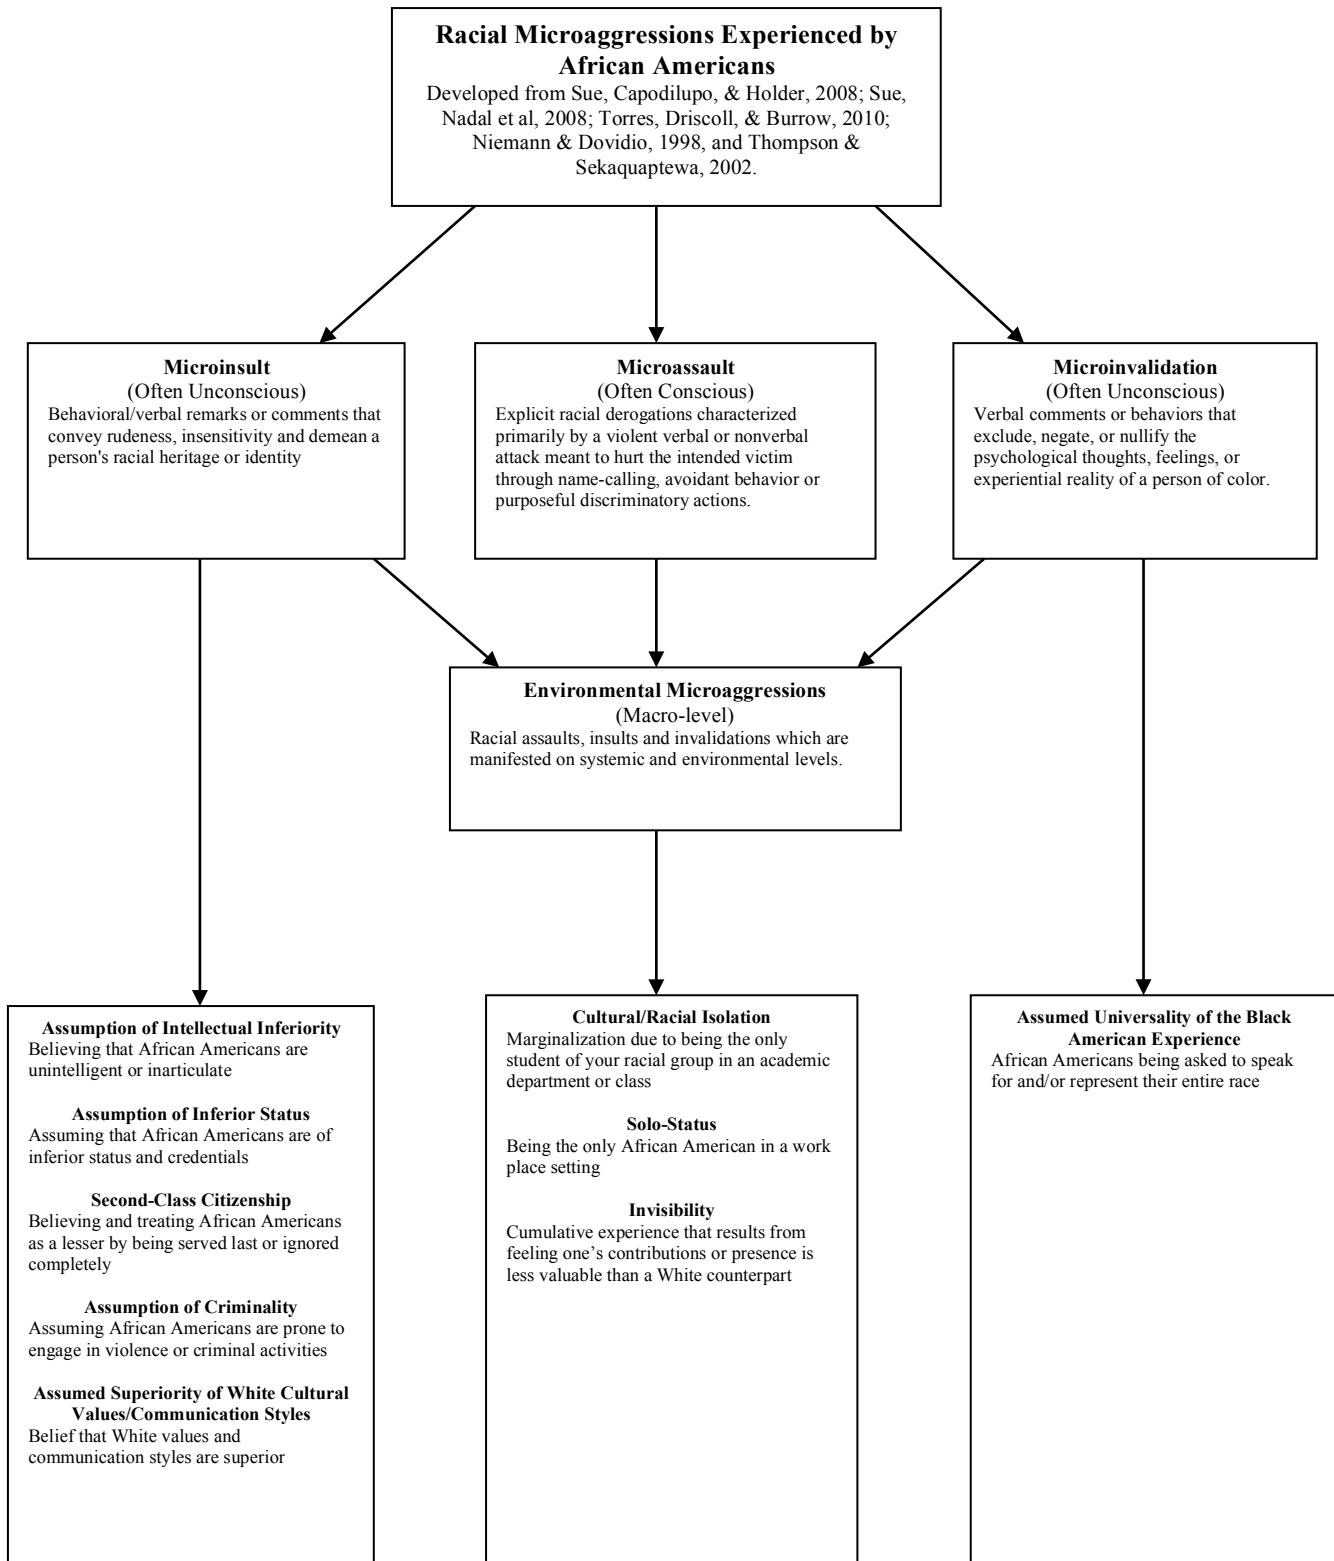 Racial Microaggressions Experienced by
African Americans
Developed from Sue, Capodilupo, & Holder, 2008; Sue,
Nadal et al, 2008; Torres, Driscoll, & Burrow, 2010;
Niemann & Dovidio, 1998, and Thompson &
Sekaquaptewa, 2002.
Microinsult
(Often Unconscious)
Behavioral/verbal remarks or comments that
convey rudeness, insensitivity and demean a
person's racial heritage or identity
Microassault
(Often Conscious)
Explicit racial derogations characterized
primarily by a violent verbal or nonverbal
attack meant to hurt the intended victim
through name-calling, avoidant behavior or
purposeful discriminatory actions.
Microinvalidation
(Often Unconscious)
Verbal comments or behaviors that
exclude, negate, or nullify the
psychological thoughts, feelings, or
experiential reality of a person of color.
Environmental Microaggressions
(Macro-level)
Racial assaults, insults and invalidations which are
manifested on systemic and environmental levels.
Assumption of Intellectual Inferiority
Believing that African Americans are
unintelligent or inarticulate
Assumption of Inferior Status
Assuming that African Americans are of
inferior status and credentials
Second-Class Citizenship
Believing and treating African Americans
as a lesser by being served last or ignored
completely
Assumption of Criminality
Assuming African Americans are prone to
engage in violence or criminal activities
Assumed Superiority of White Cultural
Values/Communication Styles
Belief that White values and
communication styles are superior
Cultural/Racial Isolation
Marginalization due to being the only
student of your racial group in an academic
department or class
Solo-Status
Being the only African American in a work
place setting
Invisibility
Cumulative experience that results from
feeling one’s contributions or presence is
less valuable than a White counterpart
Assumed Universality of the Black
American Experience
African Americans being asked to speak
for and/or represent their entire race